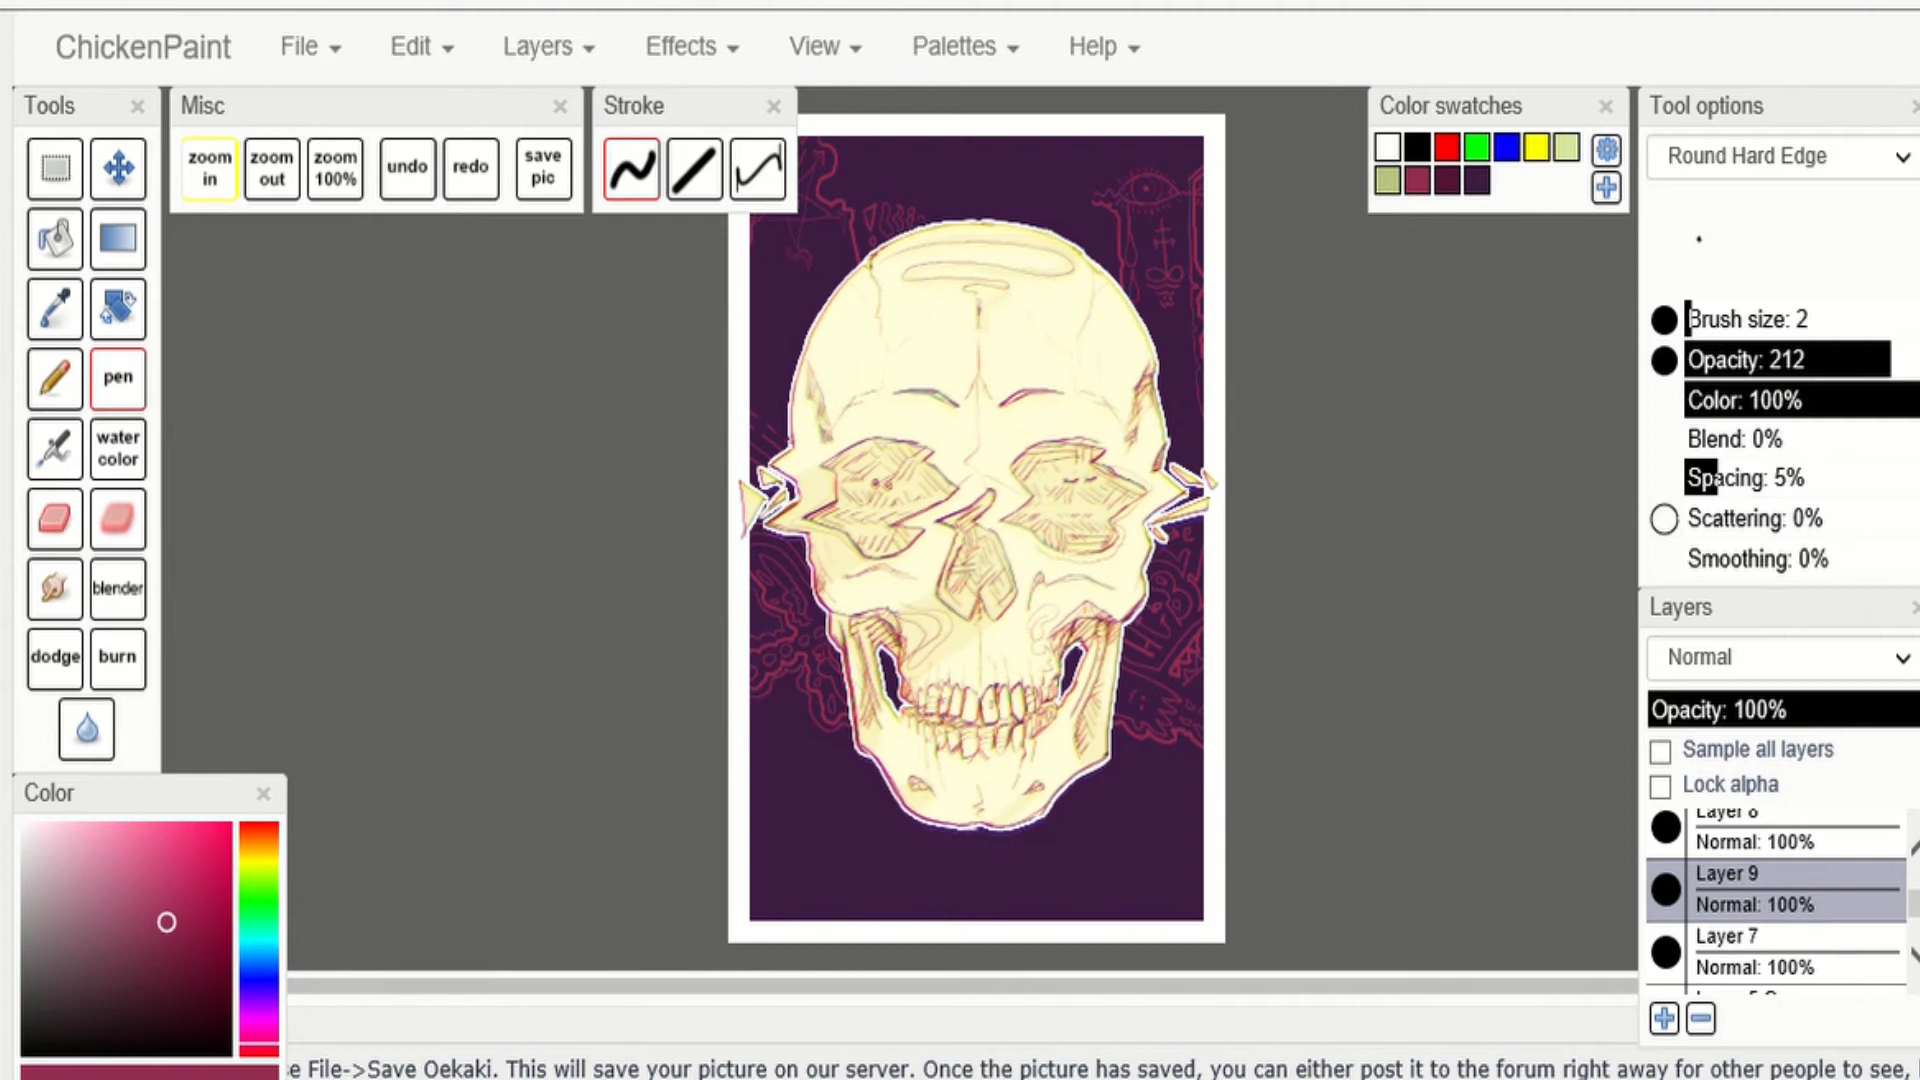 ChickenPaint File Edit Layers Effects View Palettes Help
Tools
Misc
Stroke
Color swatches
Tool options
zoom in
zoom out
zoom 100%
undo
redo
save pic
Round Hard Edge
Brush size: 2
Opacity: 212
Color: 100%
Blend: 0%
Spacing: 5%
Scattering: 0%
Smoothing: 0%
pen
water color
blender
dodge
burn
Layers
Normal
Opacity: 100%
Sample all layers
Lock alpha
Layer 8
Normal: 100%
Layer 9
Normal: 100%
Layer 7
Normal: 100%
Color
e File->Save Oekaki. This will save your picture on our server. Once the picture has saved, you can either post it to the forum right away for other people to see,